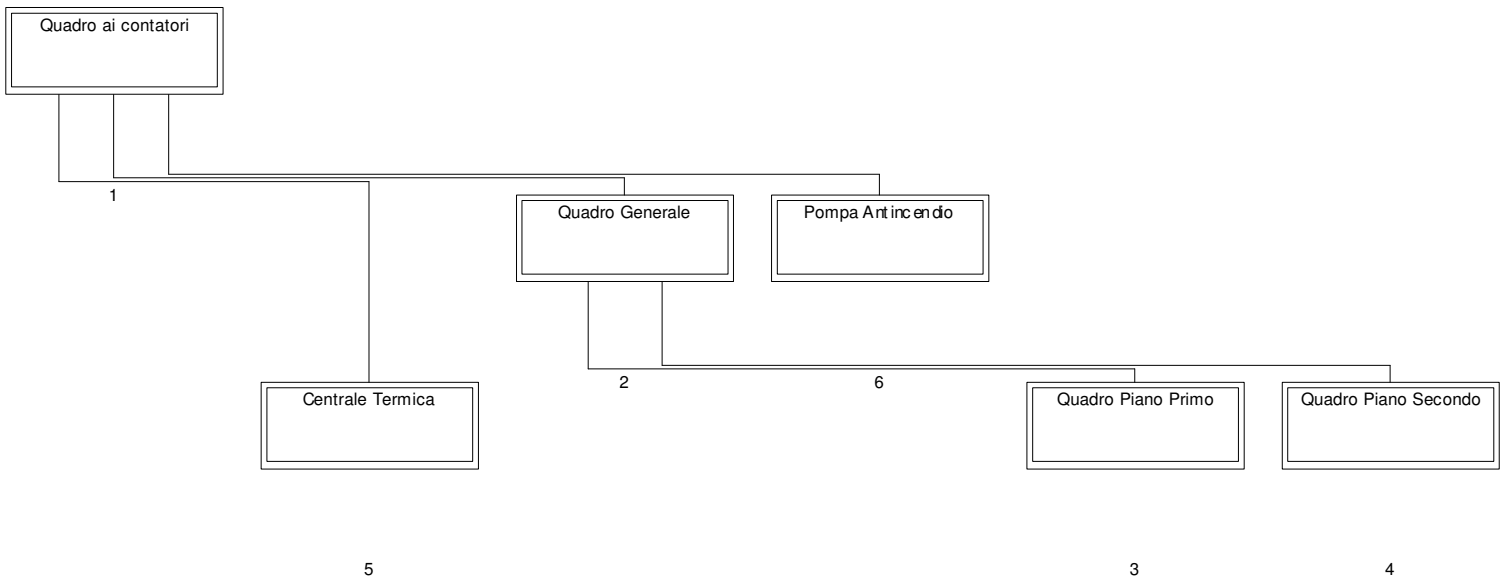 Quadro ai contatori
1
Quadro Generale
Pompa Antincendio
2
6
Centrale Termica
Quadro Piano Primo
Quadro Piano Secondo
5
3
4